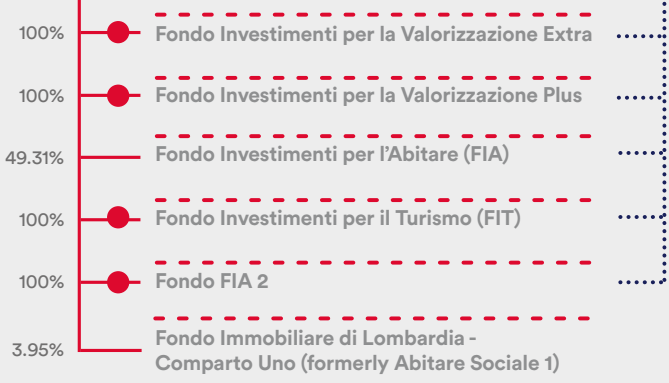 100% Fondo Investimenti per la Valorizzazione Extra
100% Fondo Investimenti per la Valorizzazione Plus
49.31% Fondo Investimenti per l'Abitare (FIA)
100% Fondo Investimenti per il Turismo (FIT)
100% Fondo FIA 2
3.95% Fondo Immobiliare di Lombardia -
Comparto Uno (formerly Abitare Sociale 1)